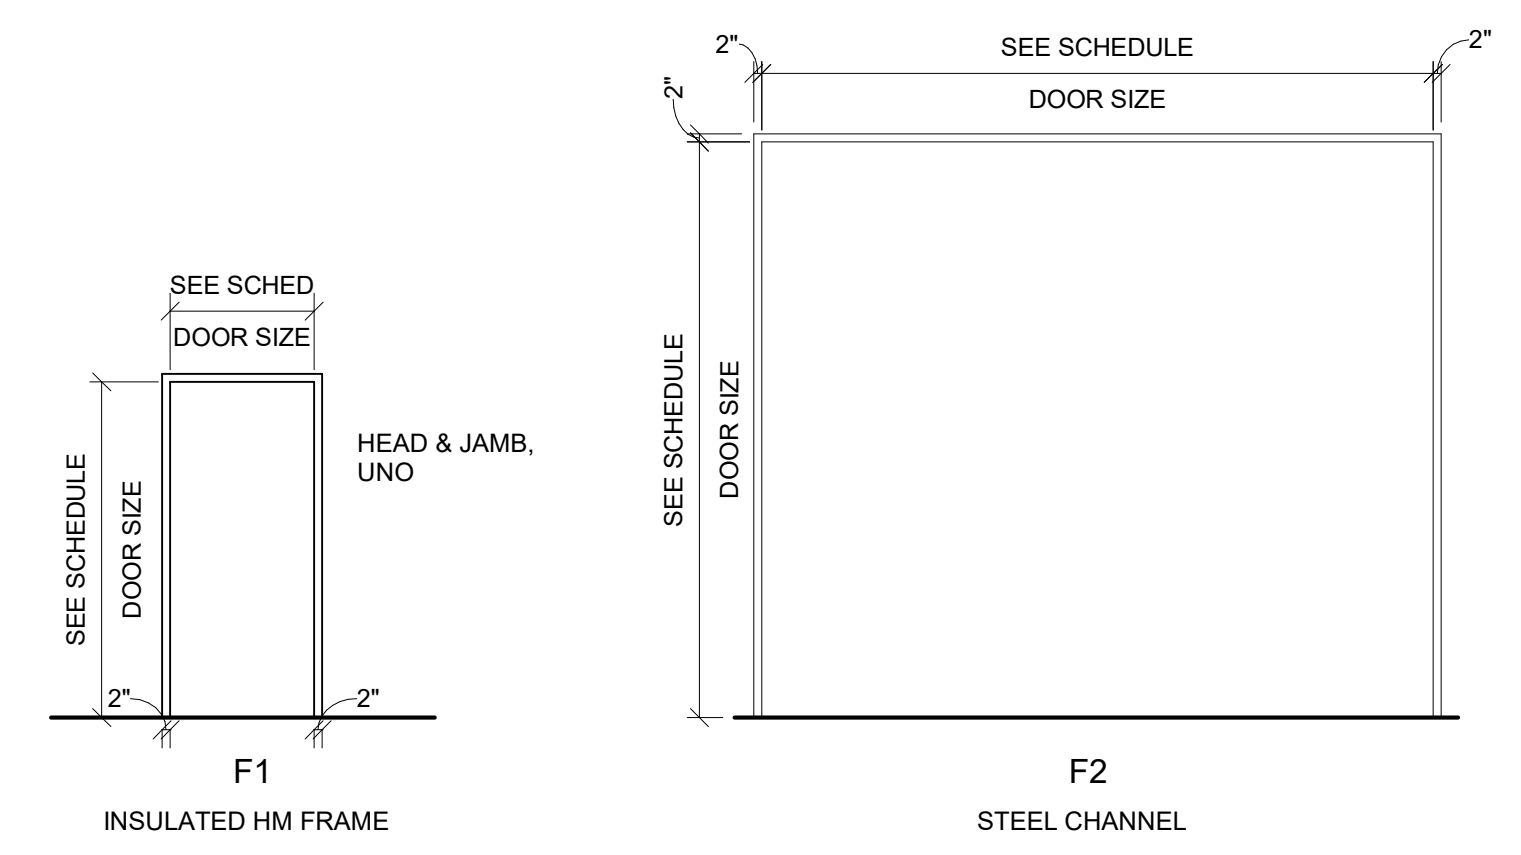 SEE SCHED
DOOR SIZE
SEE SCHEDULE
DOOR SIZE
HEAD & JAMB,
UNO
2"
2"
F1
INSULATED HM FRAME
2"
SEE SCHEDULE
2"
DOOR SIZE
2"
SEE SCHEDULE
DOOR SIZE
F2
STEEL CHANNEL